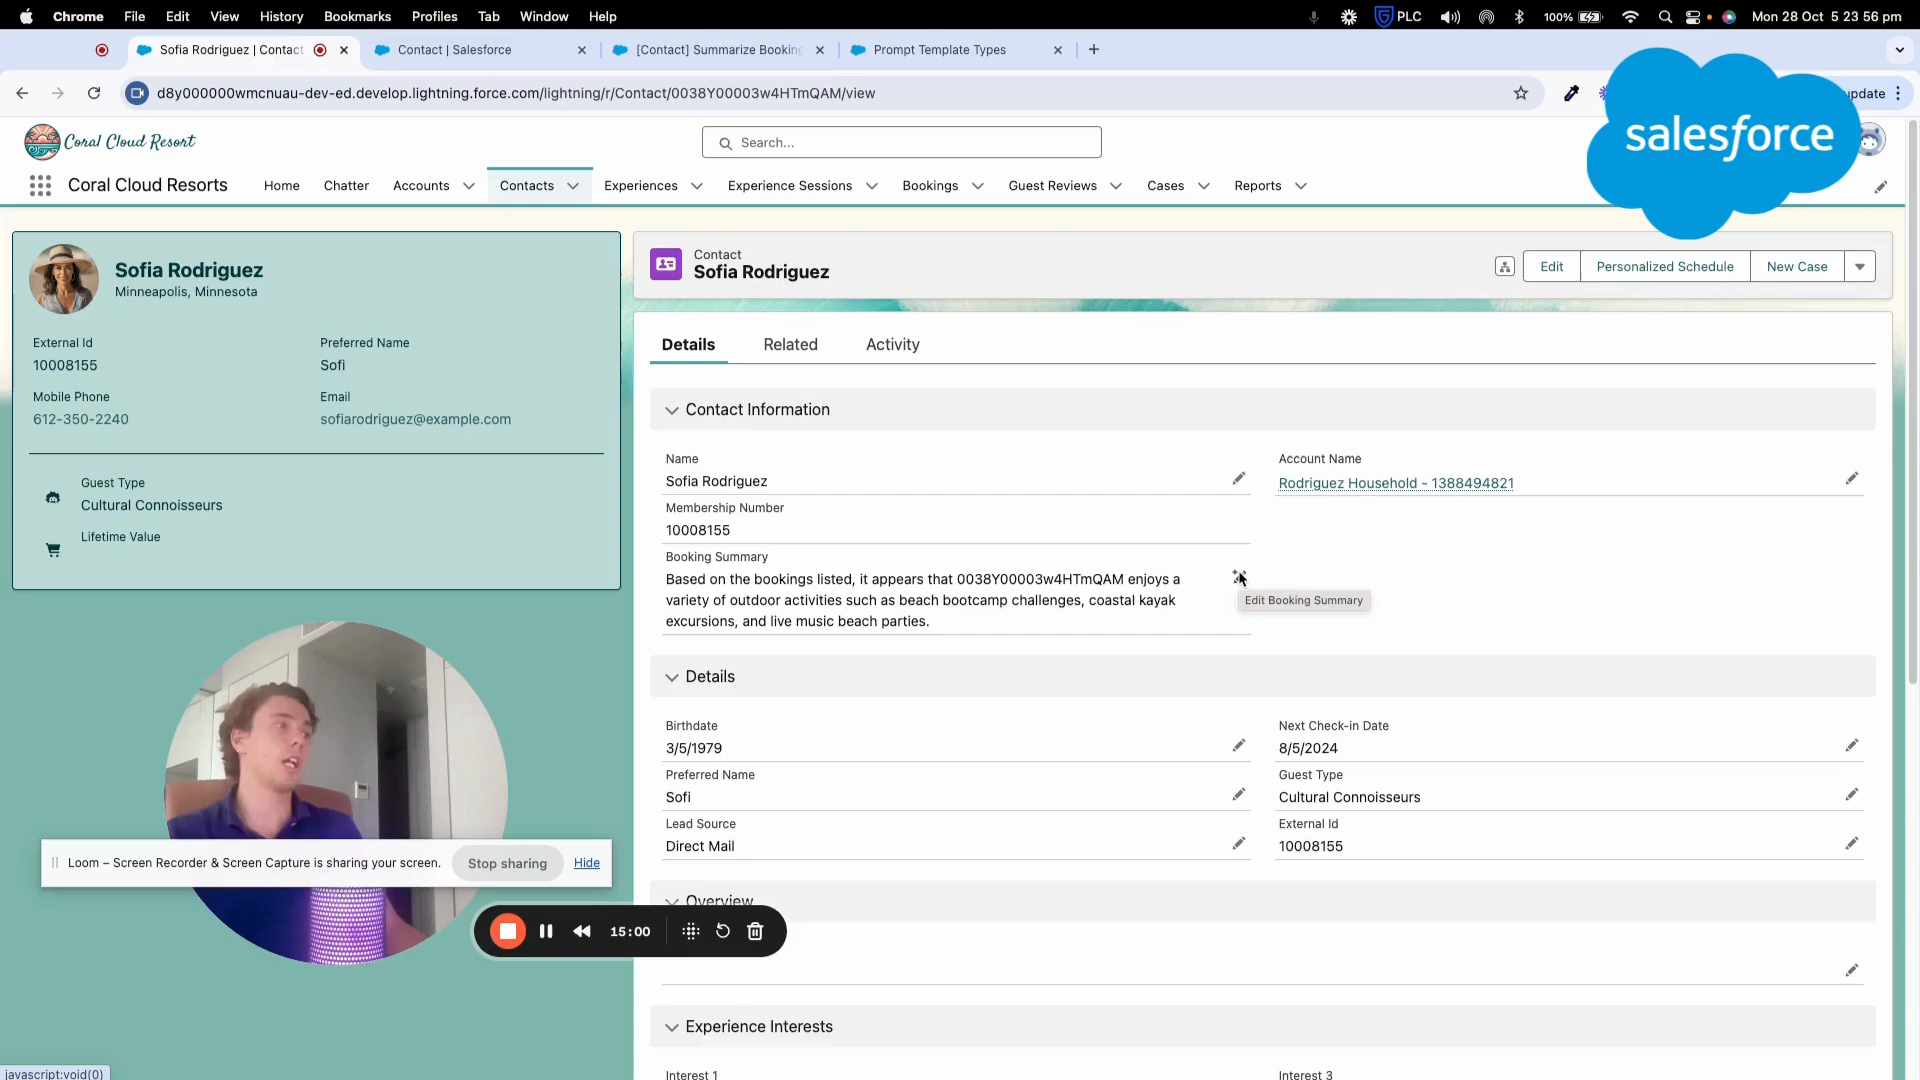 Chrome File Edit View History Bookmarks Profiles Tab Window Help
PLC 100% Mon 28 Oct 5 23 56 pm
Sofia Rodriguez | Contact
Contact | Salesforce
[Contact] Summarize Booking
Prompt Template Types
d8y000000wmcnuau-dev-ed.develop.lightning.force.com/lightning/r/Contact/0038Y00003w4HTmQAM/view
update
salesforce
Coral Cloud Resort
Search...
Coral Cloud Resorts
Home Chatter Accounts Contacts Experiences Experience Sessions Bookings Guest Reviews Cases Reports
Sofia Rodriguez
Minneapolis, Minnesota
External Id
10008155
Preferred Name
Sofi
Mobile Phone
612-350-2240
Email
sofiarodriguez@example.com
Guest Type
Cultural Connoisseurs
Lifetime Value
Contact
Sofia Rodriguez
Edit
Personalized Schedule
New Case
Details
Related
Activity
Contact Information
Name
Sofia Rodriguez
Account Name
Rodriguez Household - 1388494821
Membership Number
10008155
Booking Summary
Based on the bookings listed, it appears that 0038Y00003w4HTmQAM enjoys a
variety of outdoor activities such as beach bootcamp challenges, coastal kayak
excursions, and live music beach parties.
Edit Booking Summary
Details
Birthdate
3/5/1979
Next Check-in Date
8/5/2024
Preferred Name
Sofi
Guest Type
Cultural Connoisseurs
Lead Source
Direct Mail
External Id
10008155
Overview
Experience Interests
Interest 1
Interest 3
Loom – Screen Recorder & Screen Capture is sharing your screen.
Stop sharing
Hide
15:00
javascript:void(0)